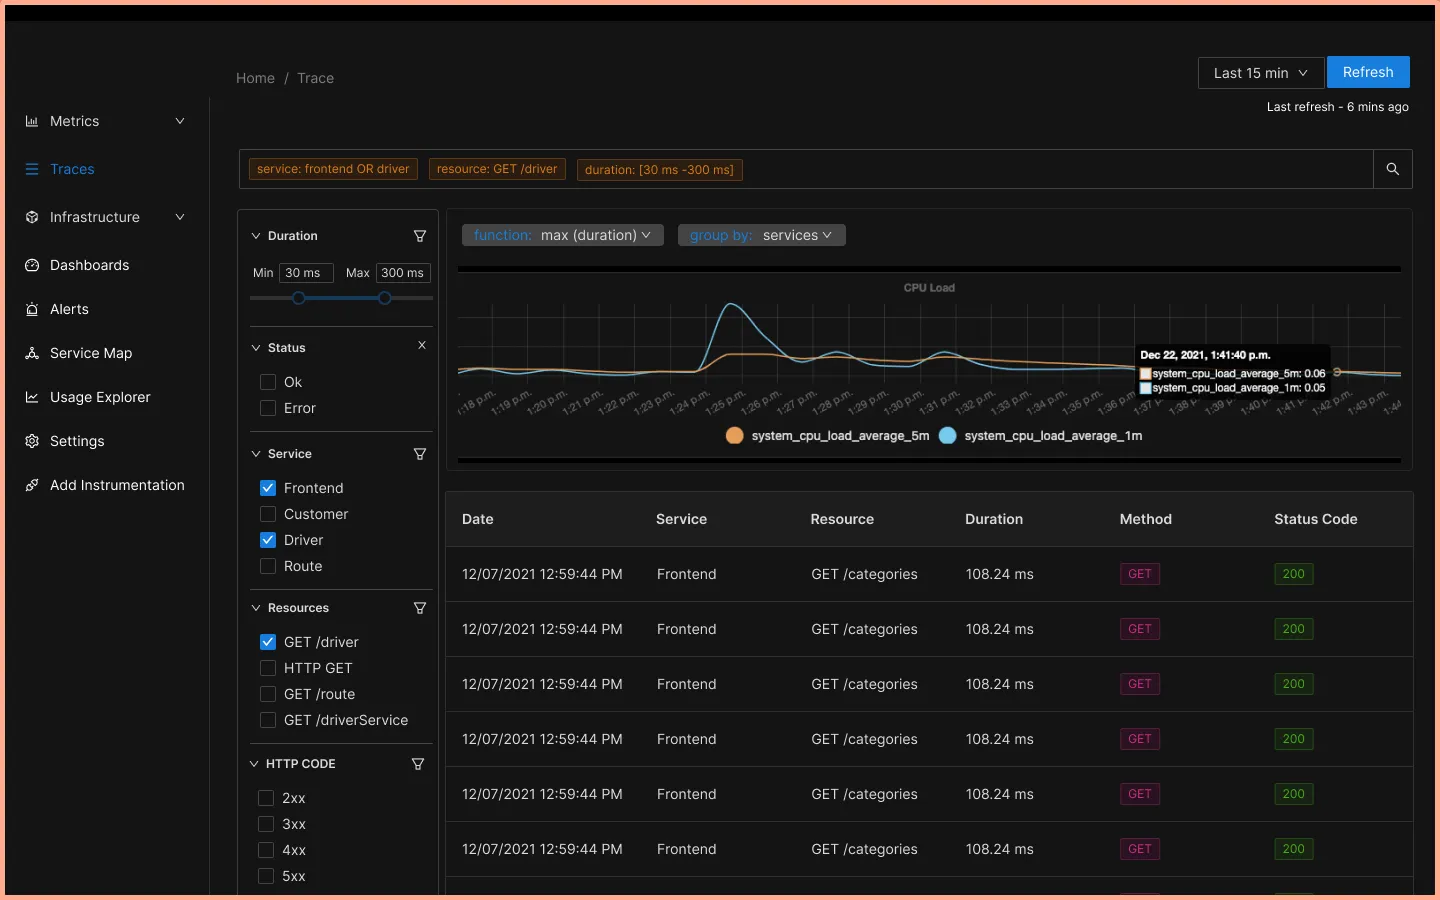 Home / Trace
Last 15 min
Refresh
Last refresh - 6 mins ago
Metrics
Traces
Infrastructure
Dashboards
Alerts
Service Map
Usage Explorer
Settings
Add Instrumentation
service: frontend OR driver
resource: GET /driver
duration: [30 ms -300 ms]
Duration
Min 30 ms Max 300 ms
Status
Ok
Error
Service
Frontend
Customer
Driver
Route
Resources
GET /driver
HTTP GET
GET /route
GET /driverService
HTTP CODE
2xx
3xx
4xx
5xx
function: max (duration)
group by: services
CPU Load
Dec 22, 2021, 1:41:40 p.m.
system_cpu_load_average_5m: 0.06
system_cpu_load_average_1m: 0.05
1:18 p.m. 1:19 p.m. 1:20 p.m. 1:21 p.m. 1:22 p.m. 1:23 p.m. 1:24 p.m. 1:25 p.m. 1:26 p.m. 1:27 p.m. 1:28 p.m. 1:29 p.m. 1:30 p.m. 1:31 p.m. 1:32 p.m. 1:33 p.m. 1:34 p.m. 1:35 p.m. 1:36 p.m. 1:37 p.m. 1:38 p.m. 1:39 p.m. 1:40 p.m. 1:41 p.m. 1:42 p.m. 1:43 p.m.
system_cpu_load_average_5m system_cpu_load_average_1m
Date Service Resource Duration Method Status Code
12/07/2021 12:59:44 PM Frontend GET /categories 108.24 ms GET 200
12/07/2021 12:59:44 PM Frontend GET /categories 108.24 ms GET 200
12/07/2021 12:59:44 PM Frontend GET /categories 108.24 ms GET 200
12/07/2021 12:59:44 PM Frontend GET /categories 108.24 ms GET 200
12/07/2021 12:59:44 PM Frontend GET /categories 108.24 ms GET 200
12/07/2021 12:59:44 PM Frontend GET /categories 108.24 ms GET 200